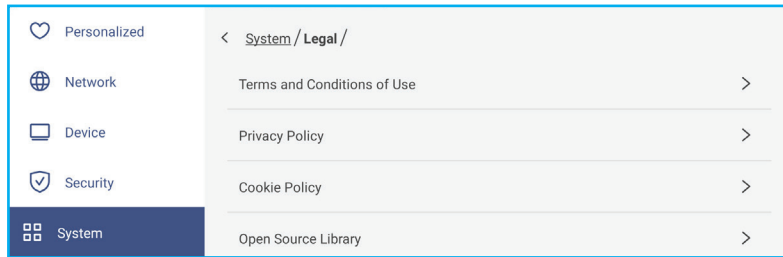 Personalized
Network
Device
Security
System
System / Legal /
Terms and Conditions of Use
Privacy Policy
Cookie Policy
Open Source Library